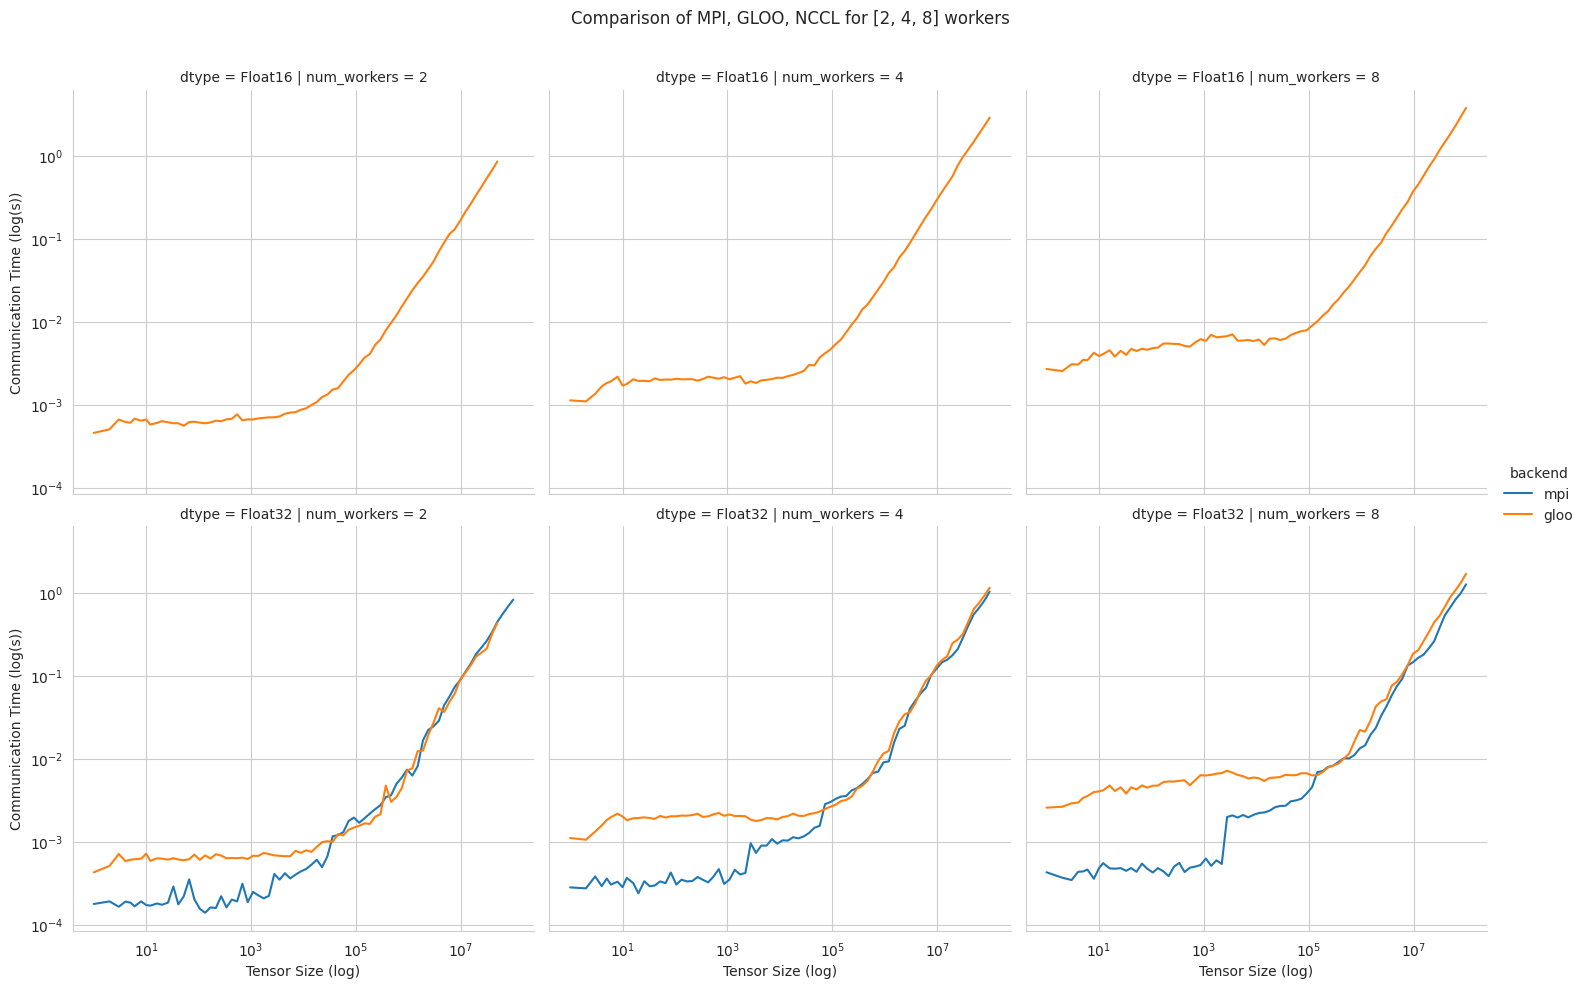 Comparison of MPI, GLOO, NCCL for [2, 4, 8] workers
dtype = Float16 | num_workers = 2
dtype = Float16 | num_workers = 4
dtype = Float16 | num_workers = 8
Communication Time (log(s))
10^0
10^-1
10^-2
10^-3
10^-4
backend
mpi
gloo
dtype = Float32 | num_workers = 2
dtype = Float32 | num_workers = 4
dtype = Float32 | num_workers = 8
Communication Time (log(s))
10^0
10^-1
10^-2
10^-3
10^-4
10^1 10^3 10^5 10^7
10^1 10^3 10^5 10^7
10^1 10^3 10^5 10^7
Tensor Size (log)
Tensor Size (log)
Tensor Size (log)